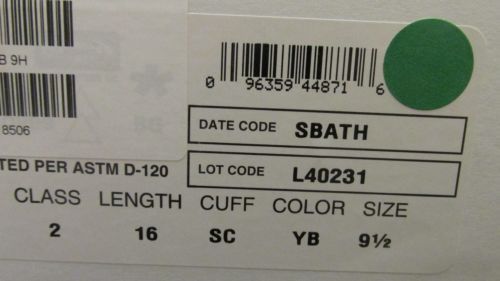 B 9H
0 96359 44871 6
8506
DATE CODE SBATH
LOT CODE L40231
TED PER ASTM D-120
CLASS LENGTH CUFF COLOR SIZE
2 16 SC YB 9½